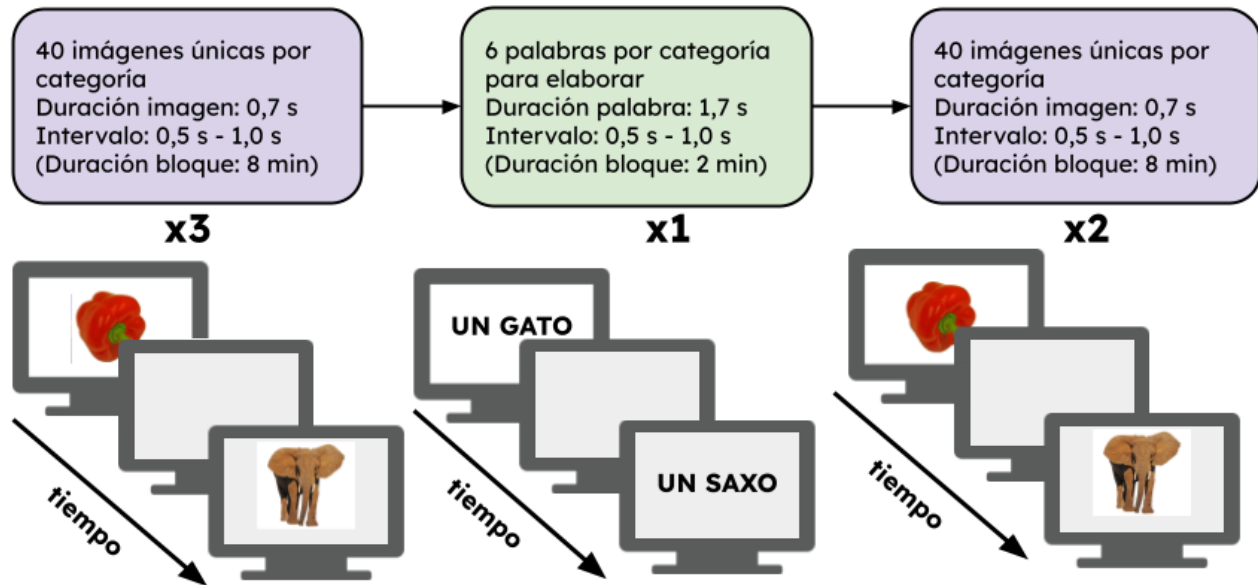 40 imágenes únicas por
categoría
Duración imagen: 0,7 s
Intervalo: 0,5 s - 1,0 s
(Duración bloque: 8 min)
x3
6 palabras por categoría
para elaborar
Duración palabra: 1,7 s
Intervalo: 0,5 s - 1,0 s
(Duración bloque: 2 min)
x1
40 imágenes únicas por
categoría
Duración imagen: 0,7 s
Intervalo: 0,5 s - 1,0 s
(Duración bloque: 8 min)
x2
tiempo
UN GATO
UN SAXO
tiempo
tiempo